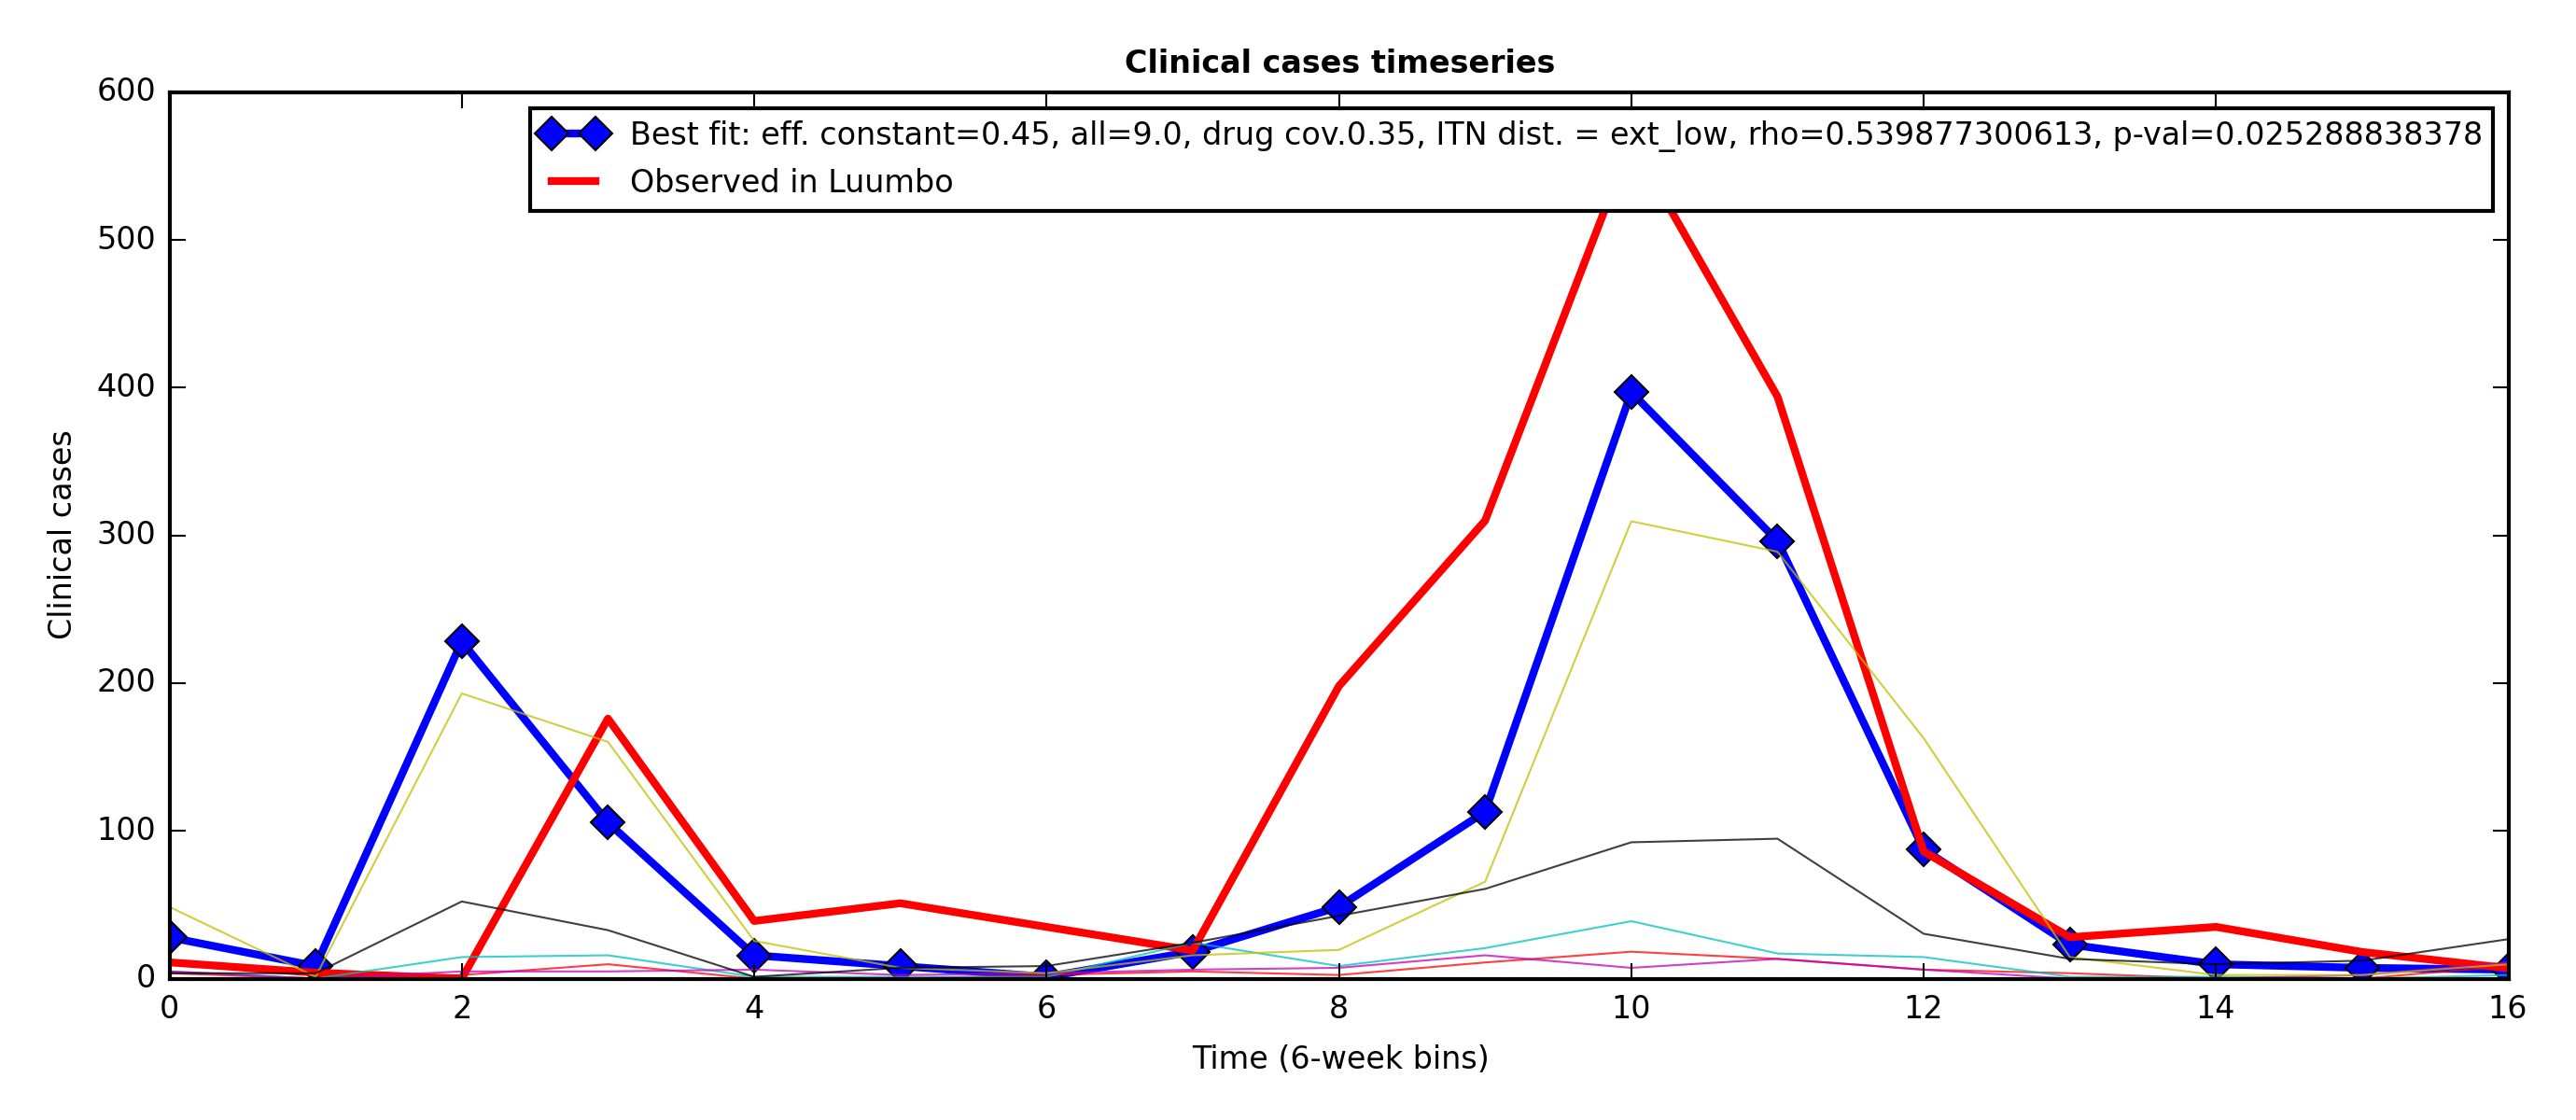 Clinical cases timeseries
600
500
400
300
200
100
0
Clinical cases
Best fit: eff. constant=0.45, all=9.0, drug cov.0.35, ITN dist. = ext_low, rho=0.539877300613, p-val=0.025288838378
Observed in Luumbo
0 2 4 6 8 10 12 14 16
Time (6-week bins)